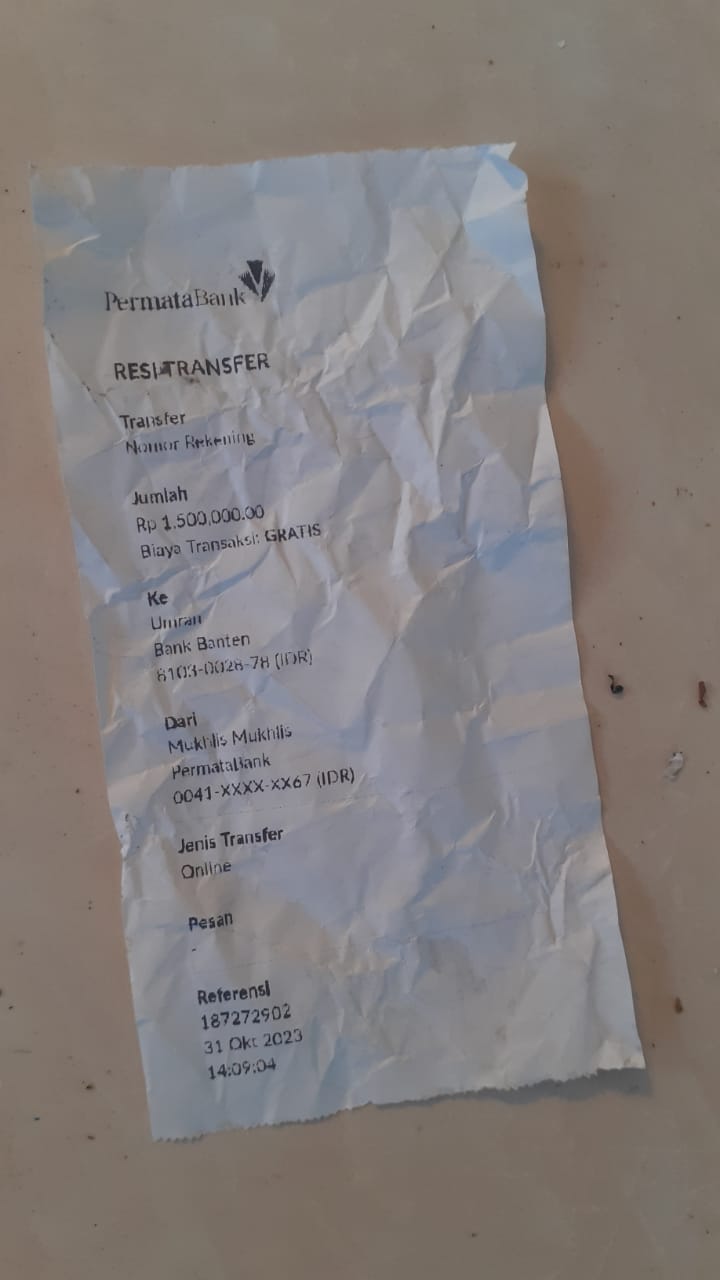 PermataBank
RESI TRANSFER
Transfer
Nomor Rekening
Jumlah
Rp 1,500,000.00
Biaya Transaksi: GRATIS
Ke
Umran
Bank Banten
8103-0028-78 (IDR)
Dari
Mukhlis Mukhlis
PermataBank
0041-XXXX-XX67 (IDR)
Jenis Transfer
Online
Pesan
-
Referensi
187272902
31 Okt 2023
14:09:04